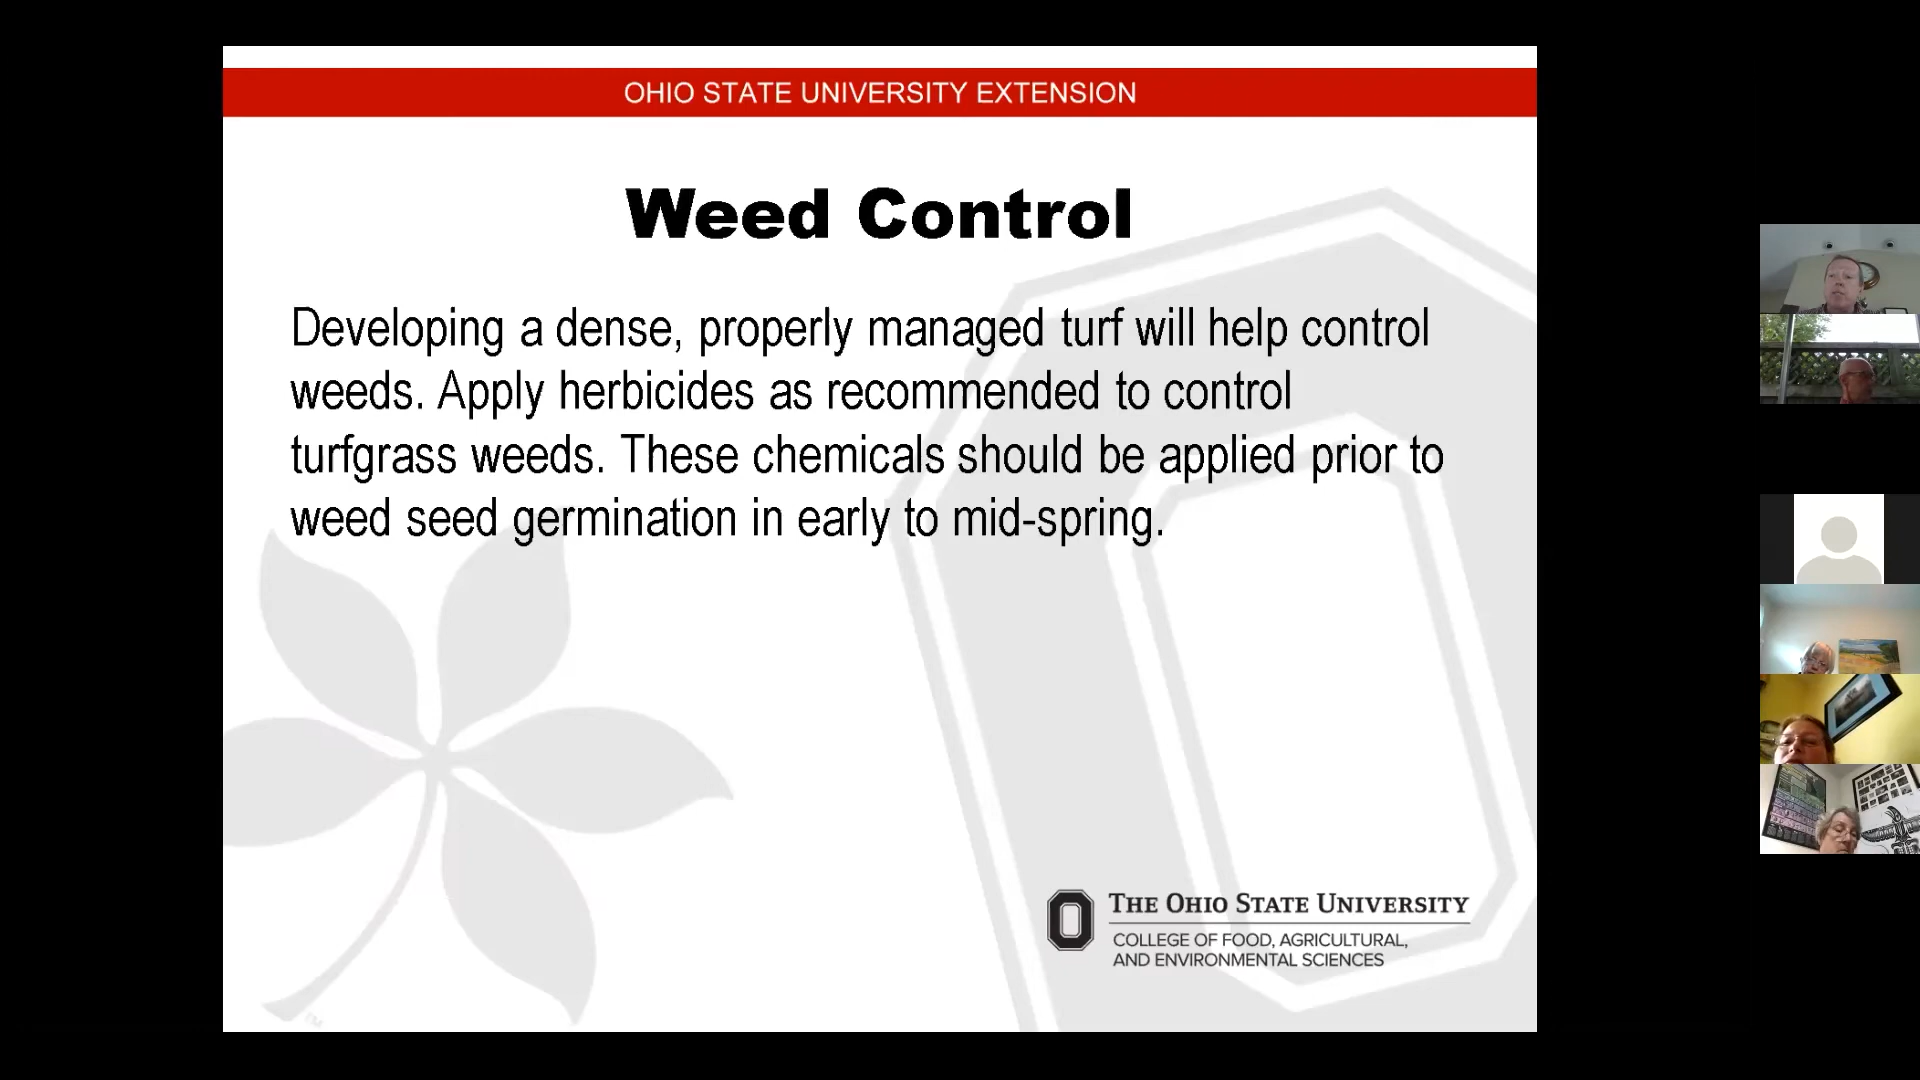 OHIO STATE UNIVERSITY EXTENSION
Weed Control
Developing a dense, properly managed turf will help control
weeds. Apply herbicides as recommended to control
turfgrass weeds. These chemicals should be applied prior to
weed seed germination in early to mid-spring.
THE OHIO STATE UNIVERSITY
COLLEGE OF FOOD, AGRICULTURAL,
AND ENVIRONMENTAL SCIENCES
TM